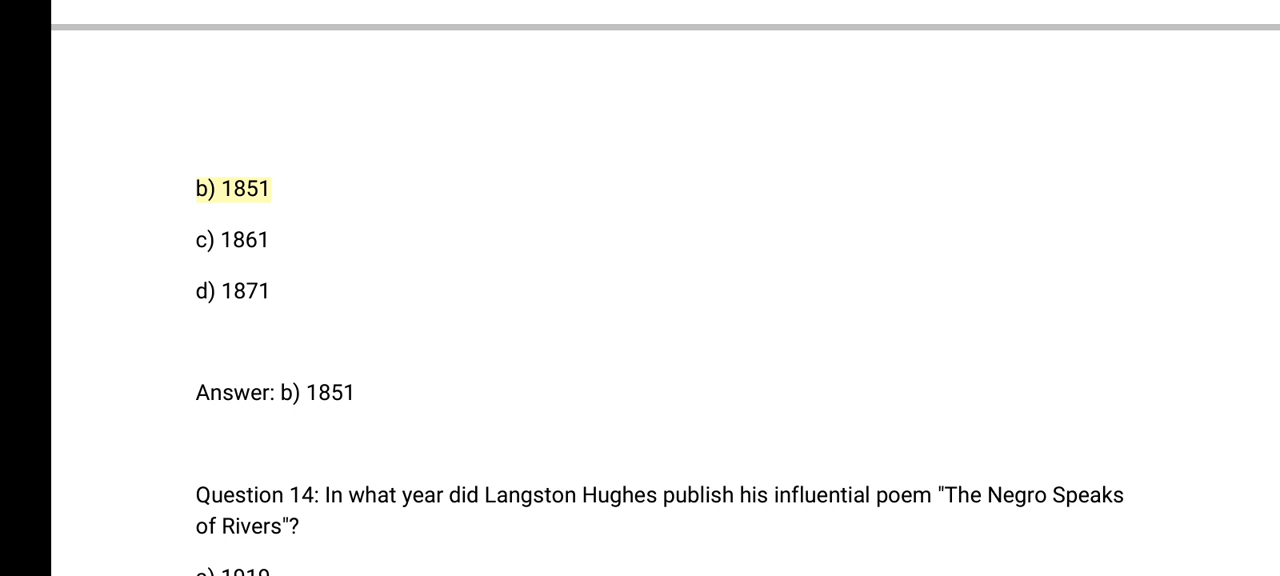 b) 1851
c) 1861
d) 1871
Answer: b) 1851
Question 14: In what year did Langston Hughes publish his influential poem "The Negro Speaks
of Rivers"?
a) 1919